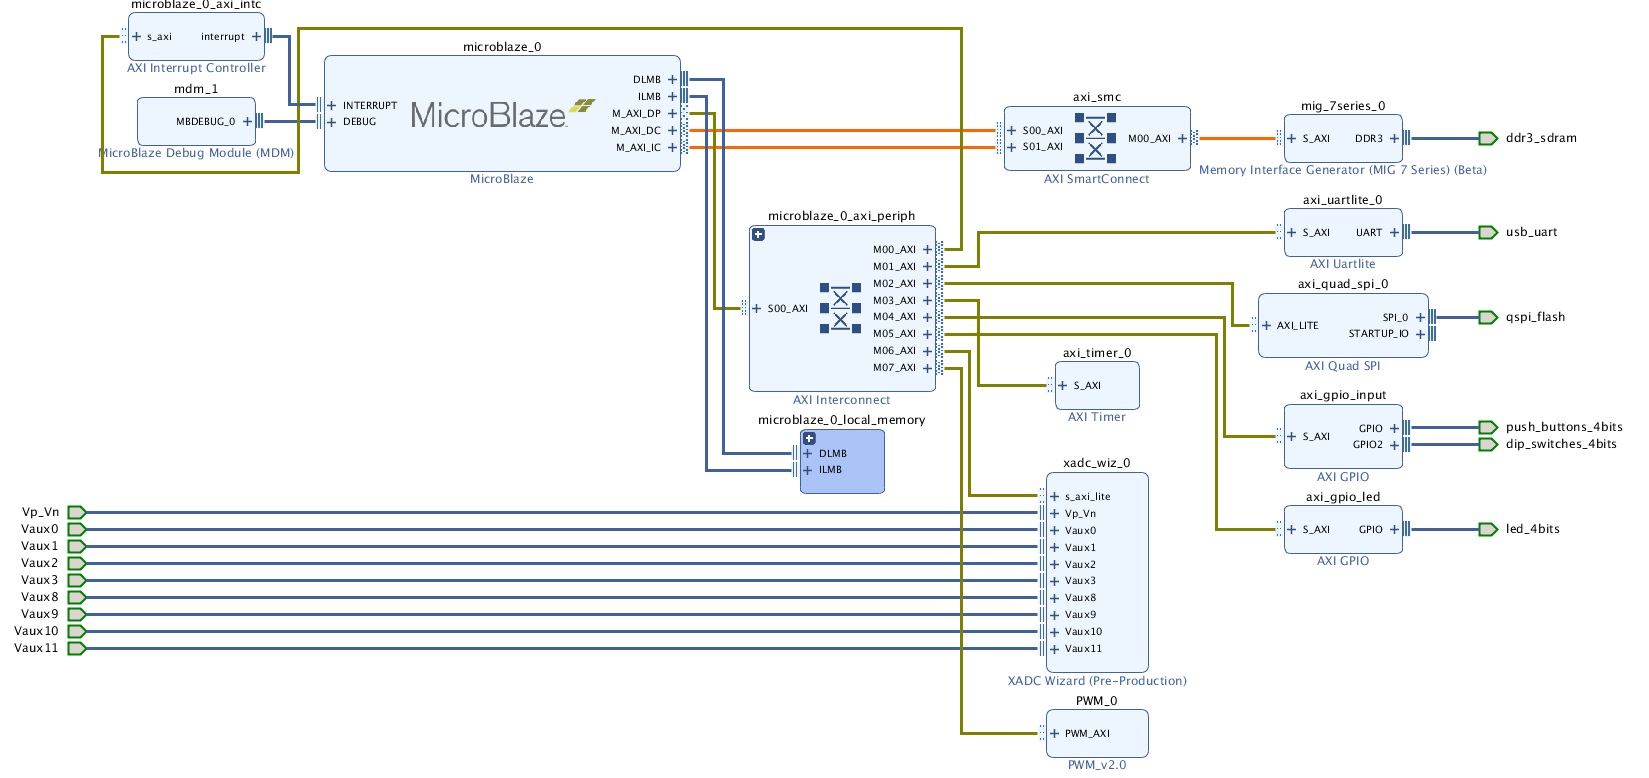 microblaze_0_axi_intc
s_axi interrupt
AXI Interrupt Controller
mdm_1
MBDEBUG_0
MicroBlaze Debug Module (MDM)
microblaze_0
INTERRUPT
DEBUG
MicroBlaze
DLMB
ILMB
M_AXI_DP
M_AXI_DC
M_AXI_IC
MicroBlaze
axi_smc
S00_AXI
S01_AXI
M00_AXI
AXI SmartConnect
mig_7series_0
S_AXI DDR3
Memory Interface Generator (MIG 7 Series) (Beta)
ddr3_sdram
axi_uartlite_0
S_AXI UART
AXI Uartlite
usb_uart
microblaze_0_axi_periph
S00_AXI
M00_AXI
M01_AXI
M02_AXI
M03_AXI
M04_AXI
M05_AXI
M06_AXI
M07_AXI
AXI Interconnect
axi_quad_spi_0
AXI_LITE
SPI_0
STARTUP_IO
AXI Quad SPI
qspi_flash
axi_timer_0
S_AXI
AXI Timer
axi_gpio_input
S_AXI
GPIO
GPIO2
AXI GPIO
push_buttons_4bits
dip_switches_4bits
microblaze_0_local_memory
DLMB
ILMB
axi_gpio_led
S_AXI GPIO
AXI GPIO
led_4bits
Vp_Vn
Vaux0
Vaux1
Vaux2
Vaux3
Vaux8
Vaux9
Vaux10
Vaux11
xadc_wiz_0
s_axi_lite
Vp_Vn
Vaux0
Vaux1
Vaux2
Vaux3
Vaux8
Vaux9
Vaux10
Vaux11
XADC Wizard (Pre-Production)
PWM_0
PWM_AXI
PWM_v2.0